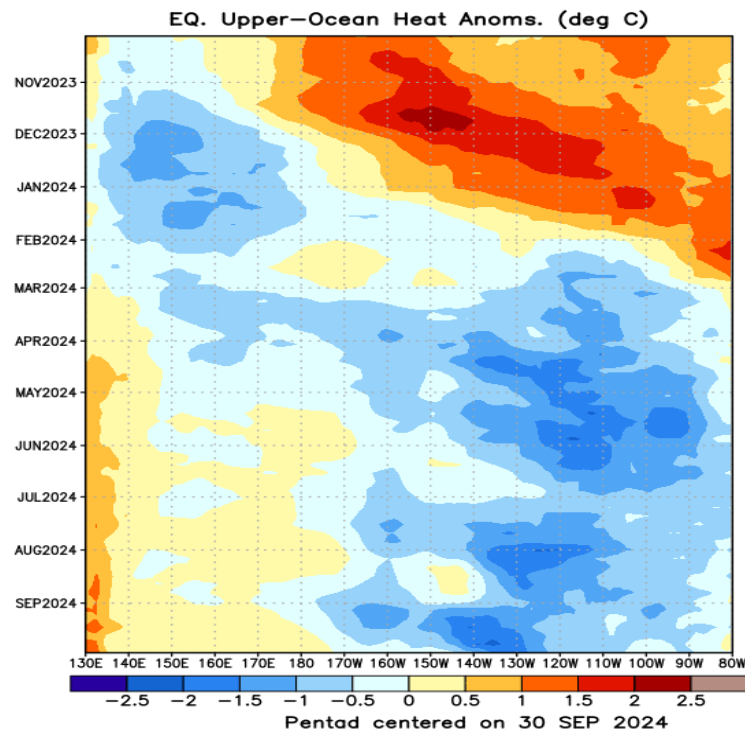 EQ. Upper-Ocean Heat Anoms. (deg C)
NOV2023
DEC2023
JAN2024
FEB2024
MAR2024
APR2024
MAY2024
JUN2024
JUL2024
AUG2024
SEP2024
130E 140E 150E 160E 170E 180 170W 160W 150W 140W 130W 120W 110W 100W 90W 80W
-2.5 -2 -1.5 -1 -0.5 0 0.5 1 1.5 2 2.5
Pentad centered on 30 SEP 2024